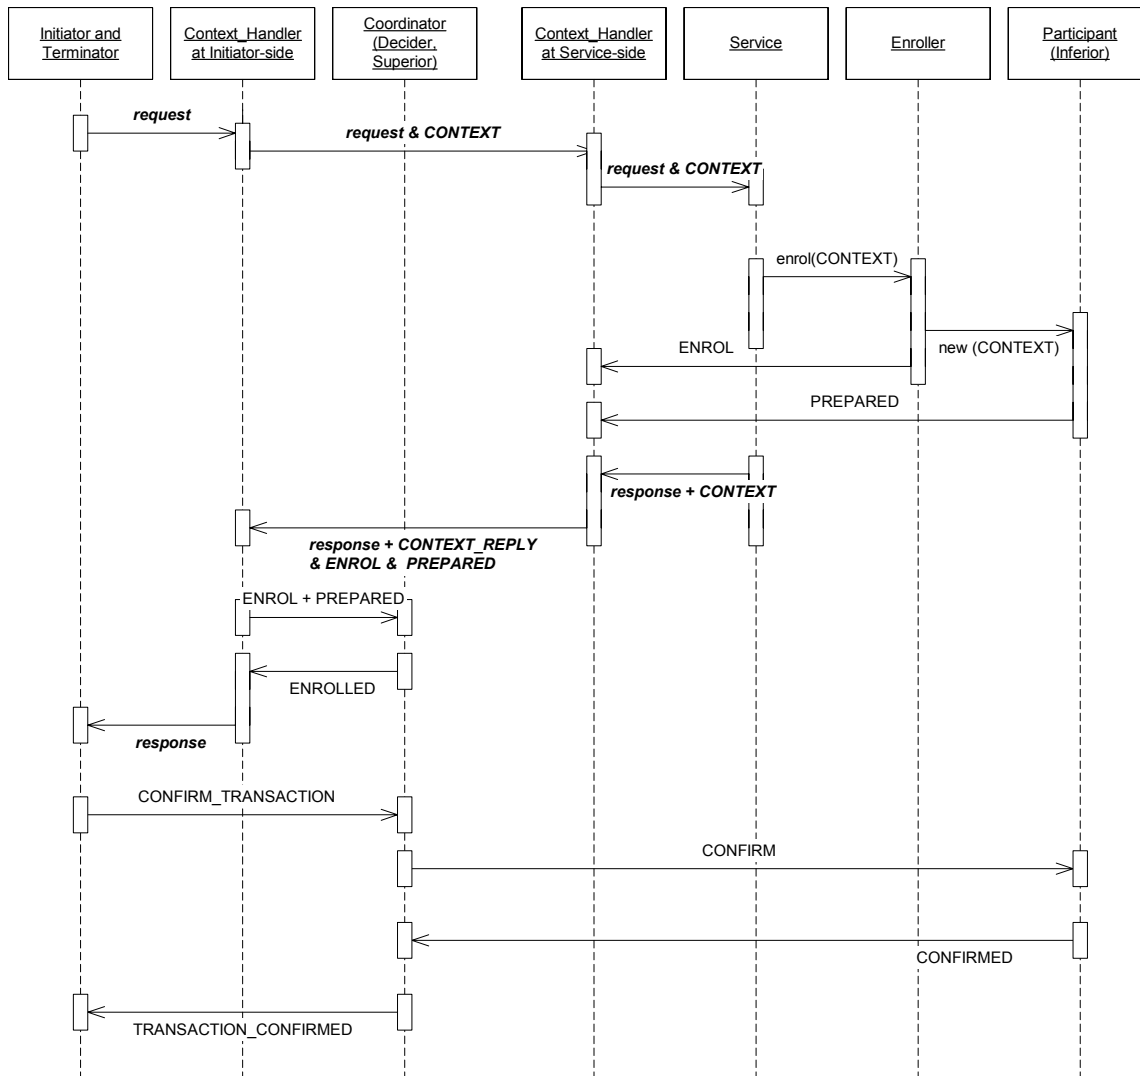 Initiator and
Terminator
Context_Handler
at Initiator-side
Coordinator
(Decider,
Superior)
Context_Handler
at Service-side
Service
Enroller
Participant
(Inferior)
request
request & CONTEXT
request & CONTEXT
enrol(CONTEXT)
new (CONTEXT)
ENROL
PREPARED
response + CONTEXT
response + CONTEXT_REPLY
& ENROL & PREPARED
ENROL + PREPARED
ENROLLED
response
CONFIRM_TRANSACTION
CONFIRM
CONFIRMED
TRANSACTION_CONFIRMED